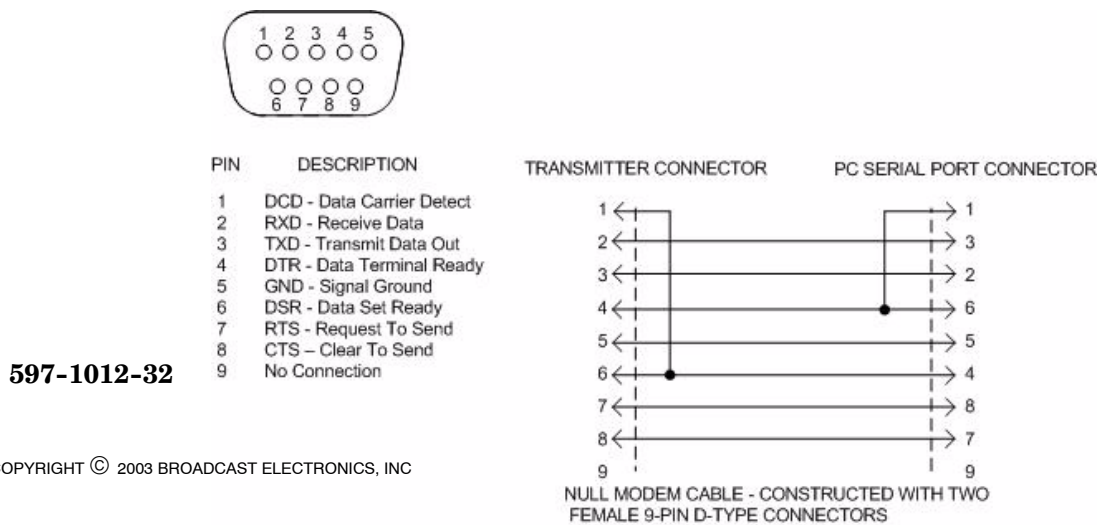 1 2 3 4 5
6 7 8 9
PIN DESCRIPTION
1 DCD - Data Carrier Detect
2 RXD - Receive Data
3 TXD - Transmit Data Out
4 DTR - Data Terminal Ready
5 GND - Signal Ground
6 DSR - Data Set Ready
7 RTS - Request To Send
8 CTS – Clear To Send
9 No Connection
TRANSMITTER CONNECTOR PC SERIAL PORT CONNECTOR
1 1
2 3
3 2
4 6
5 5
6 4
7 8
8 7
9 9
NULL MODEM CABLE - CONSTRUCTED WITH TWO
FEMALE 9-PIN D-TYPE CONNECTORS
597-1012-32
OPYRIGHT © 2003 BROADCAST ELECTRONICS, INC